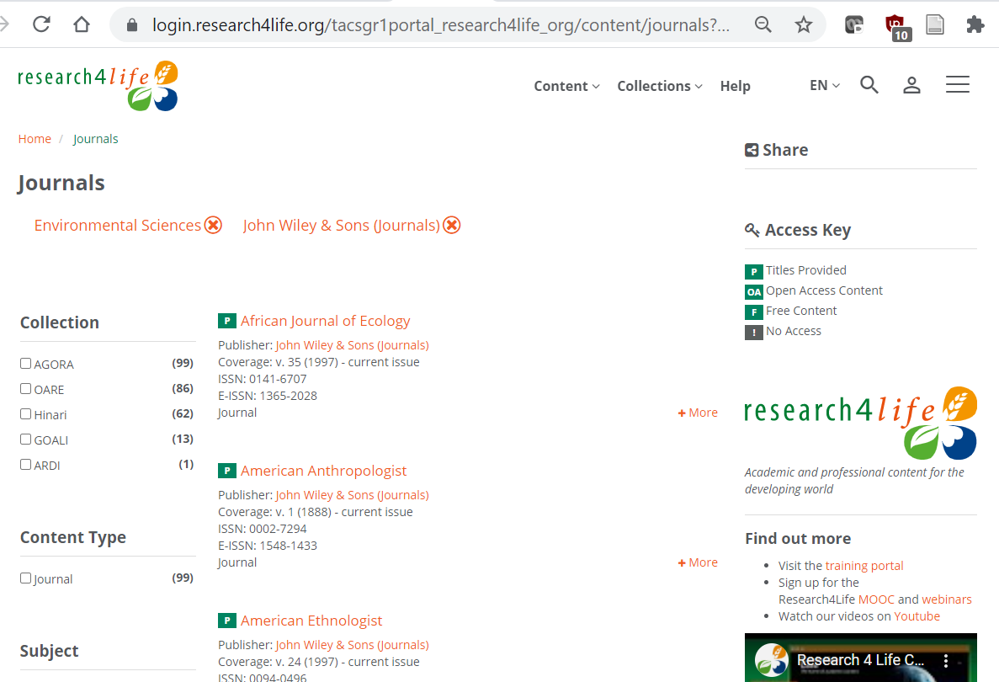 login.research4life.org/tacsgr1portal_research4life_org/content/journals?...
10
research4life
Content
Collections
Help
EN
Home / Journals
Journals
Environmental Sciences
John Wiley & Sons (Journals)
Collection
AGORA (99)
OARE (86)
Hinari (62)
GOALI (13)
ARDI (1)
Content Type
Journal (99)
Subject
P African Journal of Ecology
Publisher: John Wiley & Sons (Journals)
Coverage: v. 35 (1997) - current issue
ISSN: 0141-6707
E-ISSN: 1365-2028
Journal
+ More
P American Anthropologist
Publisher: John Wiley & Sons (Journals)
Coverage: v. 1 (1888) - current issue
ISSN: 0002-7294
E-ISSN: 1548-1433
Journal
+ More
P American Ethnologist
Publisher: John Wiley & Sons (Journals)
Coverage: v. 24 (1997) - current issue
ISSN: 0094-0496
Share
Access Key
P Titles Provided
OA Open Access Content
F Free Content
! No Access
research4life
Academic and professional content for the
developing world
Find out more
Visit the training portal
Sign up for the
Research4Life MOOC and webinars
Watch our videos on Youtube
Research 4 Life C...